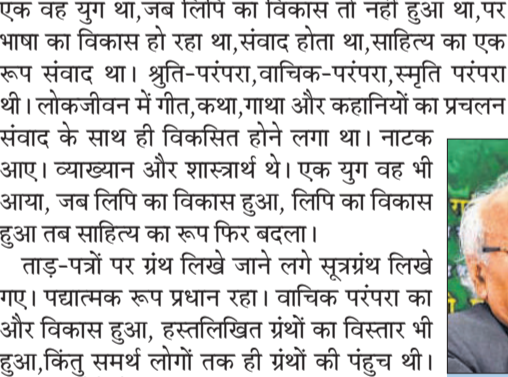 एक वह युग था,जब लिपि का विकास तो नहीं हुआ था,पर
भाषा का विकास हो रहा था,संवाद होता था,साहित्य का एक
रूप संवाद था। श्रुति-परंपरा,वाचिक-परंपरा,स्मृति परंपरा
थी। लोकजीवन में गीत,कथा,गाथा और कहानियों का प्रचलन
संवाद के साथ ही विकसित होने लगा था। नाटक
आए। व्याख्यान और शास्त्रार्थ थे। एक युग वह भी
आया, जब लिपि का विकास हुआ, लिपि का विकास
हुआ तब साहित्य का रूप फिर बदला।
ताड़-पत्रों पर ग्रंथ लिखे जाने लगे सूत्रग्रंथ लिखे
गए। पद्यात्मक रूप प्रधान रहा। वाचिक परंपरा का
और विकास हुआ, हस्तलिखित ग्रंथों का विस्तार भी
हुआ,किंतु समर्थ लोगों तक ही ग्रंथों की पंहुच थी।